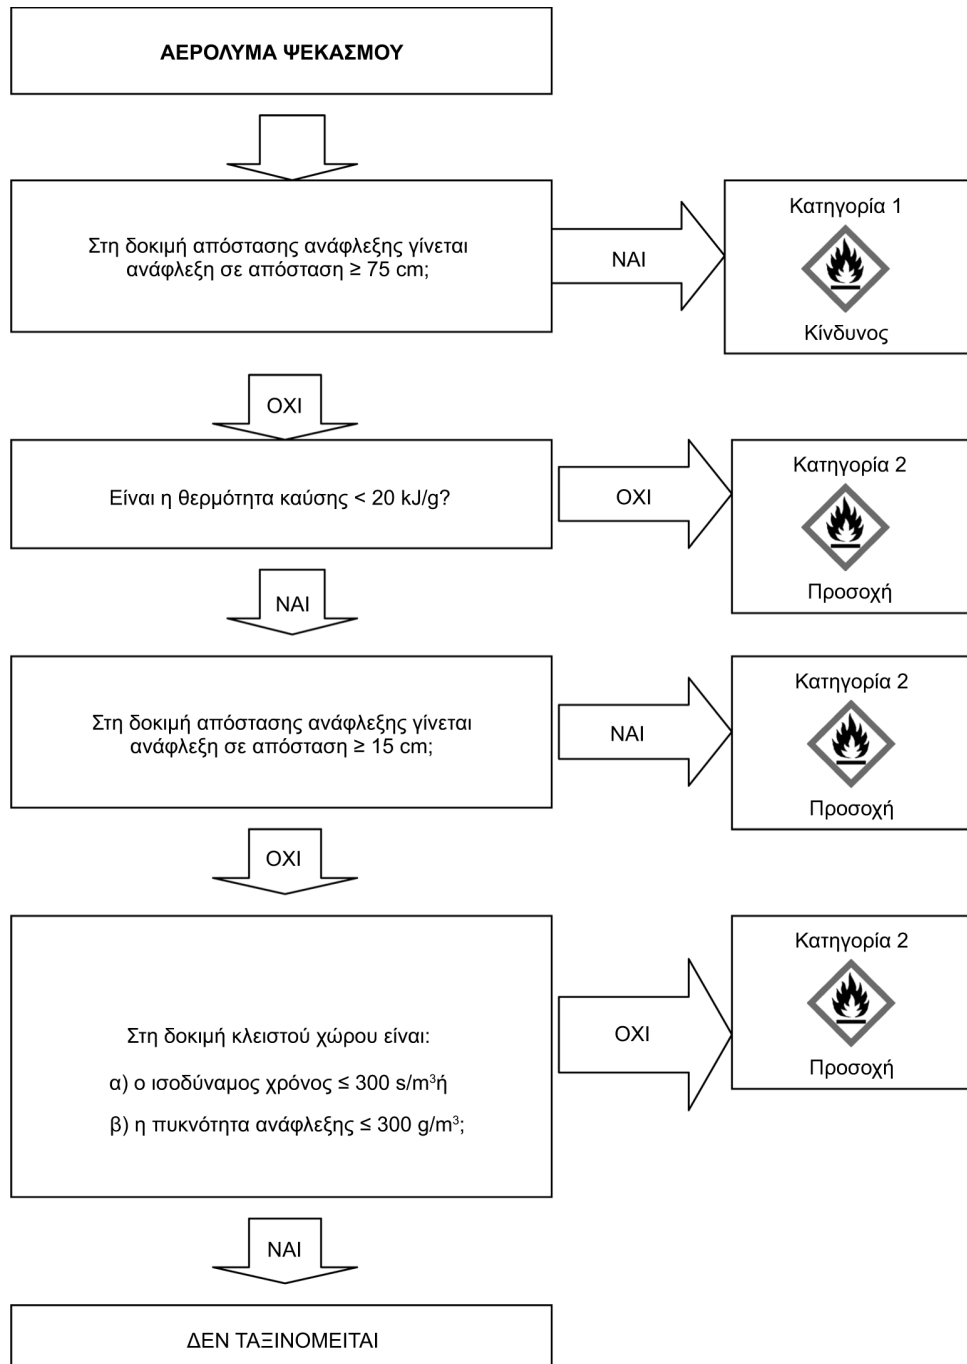 ΑΕΡΟΛΥΜΑ ΨΕΚΑΣΜΟΥ
Στη δοκιμή απόστασης ανάφλεξης γίνεται
ανάφλεξη σε απόσταση ≥ 75 cm;
ΝΑΙ
Κατηγορία 1
Κίνδυνος
ΟΧΙ
Είναι η θερμότητα καύσης < 20 kJ/g?
ΟΧΙ
Κατηγορία 2
Προσοχή
ΝΑΙ
Στη δοκιμή απόστασης ανάφλεξης γίνεται
ανάφλεξη σε απόσταση ≥ 15 cm;
ΝΑΙ
Κατηγορία 2
Προσοχή
ΟΧΙ
Στη δοκιμή κλειστού χώρου είναι:
α) ο ισοδύναμος χρόνος ≤ 300 s/m³ή
β) η πυκνότητα ανάφλεξης ≤ 300 g/m³;
ΟΧΙ
Κατηγορία 2
Προσοχή
ΝΑΙ
ΔΕΝ ΤΑΞΙΝΟΜΕΙΤΑΙ